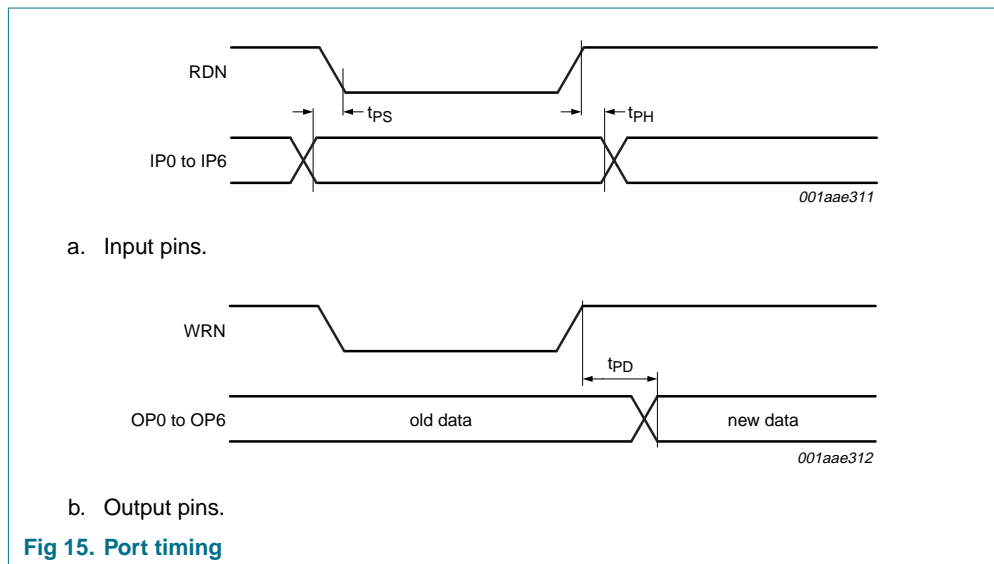 RDN
tPS
tPH
IP0 to IP6
001aae311
a. Input pins.
WRN
tPD
OP0 to OP6 old data new data
001aae312
b. Output pins.
Fig 15. Port timing